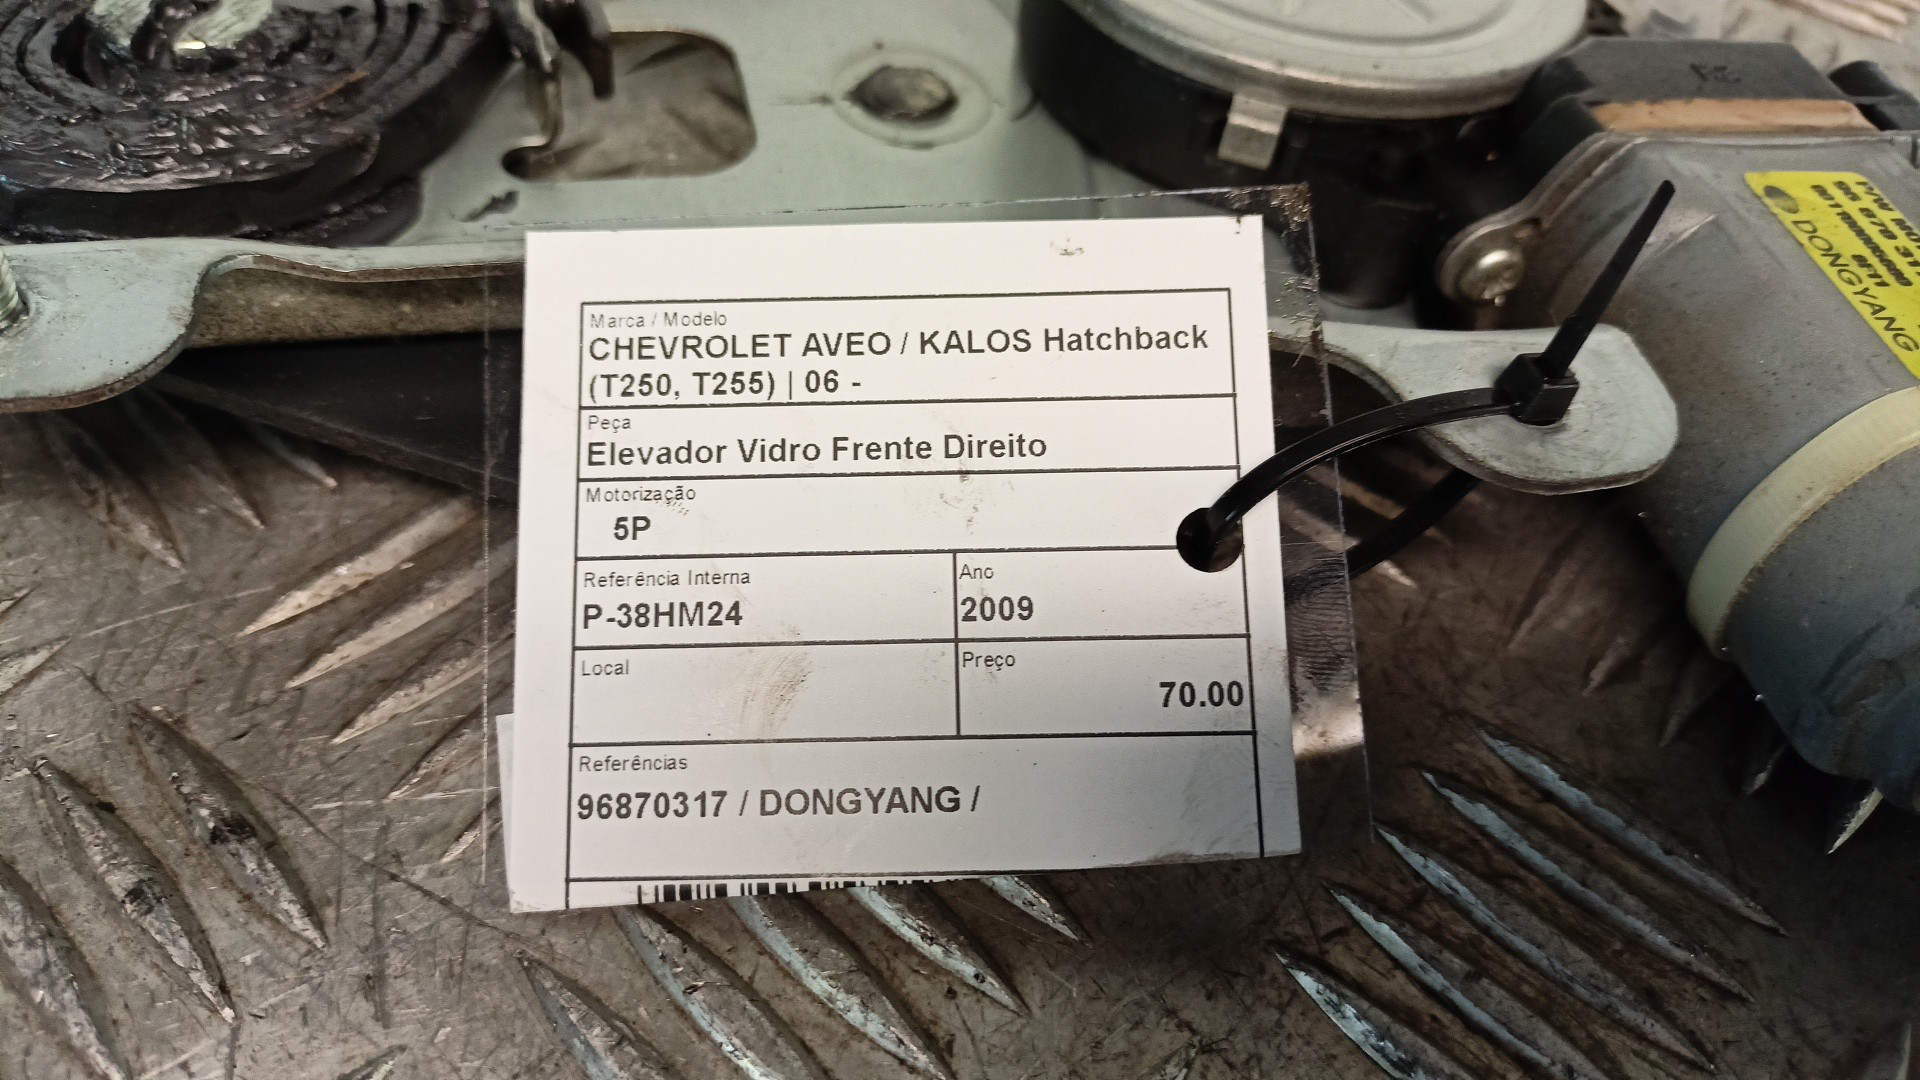 Marca / Modelo
CHEVROLET AVEO / KALOS Hatchback
(T250, T255) | 06 -
Peça
Elevador Vidro Frente Direito
Motorização
5P
Referência Interna
P-38HM24
Ano
2009
Local
Preço
70.00
Referências
96870317 / DONGYANG /
DONGYANG